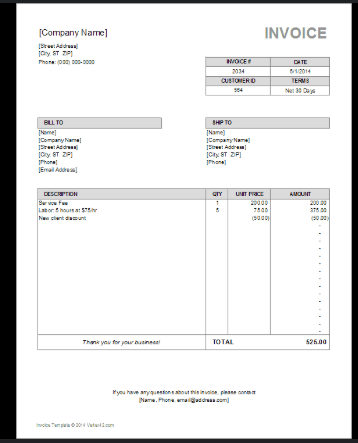 [Company Name]
INVOICE
[Street Address]
[City, ST ZIP]
Phone: (000) 000-0000
INVOICE #
DATE
2034
5/1/2014
CUSTOMER ID
TERMS
564
Net 30 Days
BILL TO
SHIP TO
[Name]
[Name]
[Company Name]
[Company Name]
[Street Address]
[Street Address]
[City, ST ZIP]
[City, ST ZIP]
[Phone]
[Phone]
[Email Address]
DESCRIPTION QTY UNIT PRICE AMOUNT
Service Fee 1 200.00 200.00
Labor: 5 hours at $75/hr 5 75.00 375.00
New client discount (50.00) (50.00)
-
-
-
-
-
-
-
-
-
-
-
-
-
-
Thank you for your business! TOTAL 525.00
If you have any questions about this invoice, please contact
[Name, Phone, email@address.com]
Invoice Template © 2014 Vertex42.com